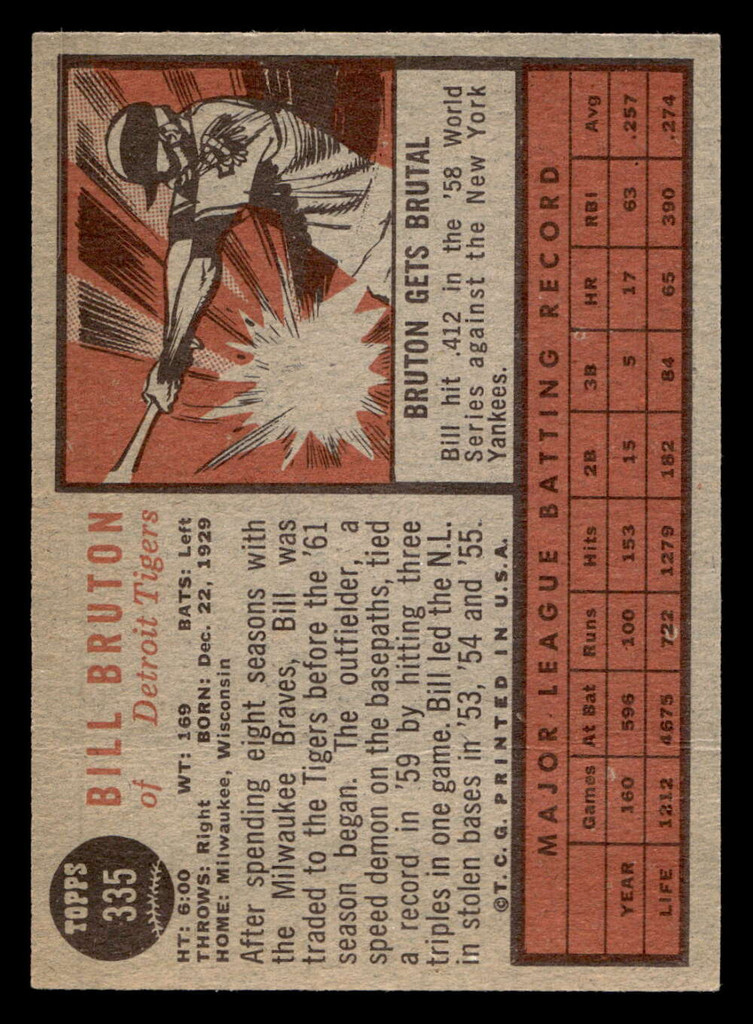 TOPPS
335
BILL BRUTON
of Detroit Tigers
HT: 6:00 WT: 169 BATS: Left
THROWS: Right BORN: Dec. 22, 1929
HOME: Milwaukee, Wisconsin
After spending eight seasons with
the Milwaukee Braves, Bill was
traded to the Tigers before the '61
season began. The outfielder, a
speed demon on the basepaths, tied
a record in '59 by hitting three
triples in one game. Bill led the N.L.
in stolen bases in '53, '54 and '55.
©T.C.G. PRINTED IN U.S.A.
BRUTON GETS BRUTAL
Bill hit .412 in the '58 World
Series against the New York
Yankees.
MAJOR LEAGUE BATTING RECORD
Games At Bat Runs Hits 2B 3B HR RBI Avg
YEAR 160 596 100 153 15 5 17 63 .257
LIFE 1212 4675 722 1279 182 84 65 390 .274